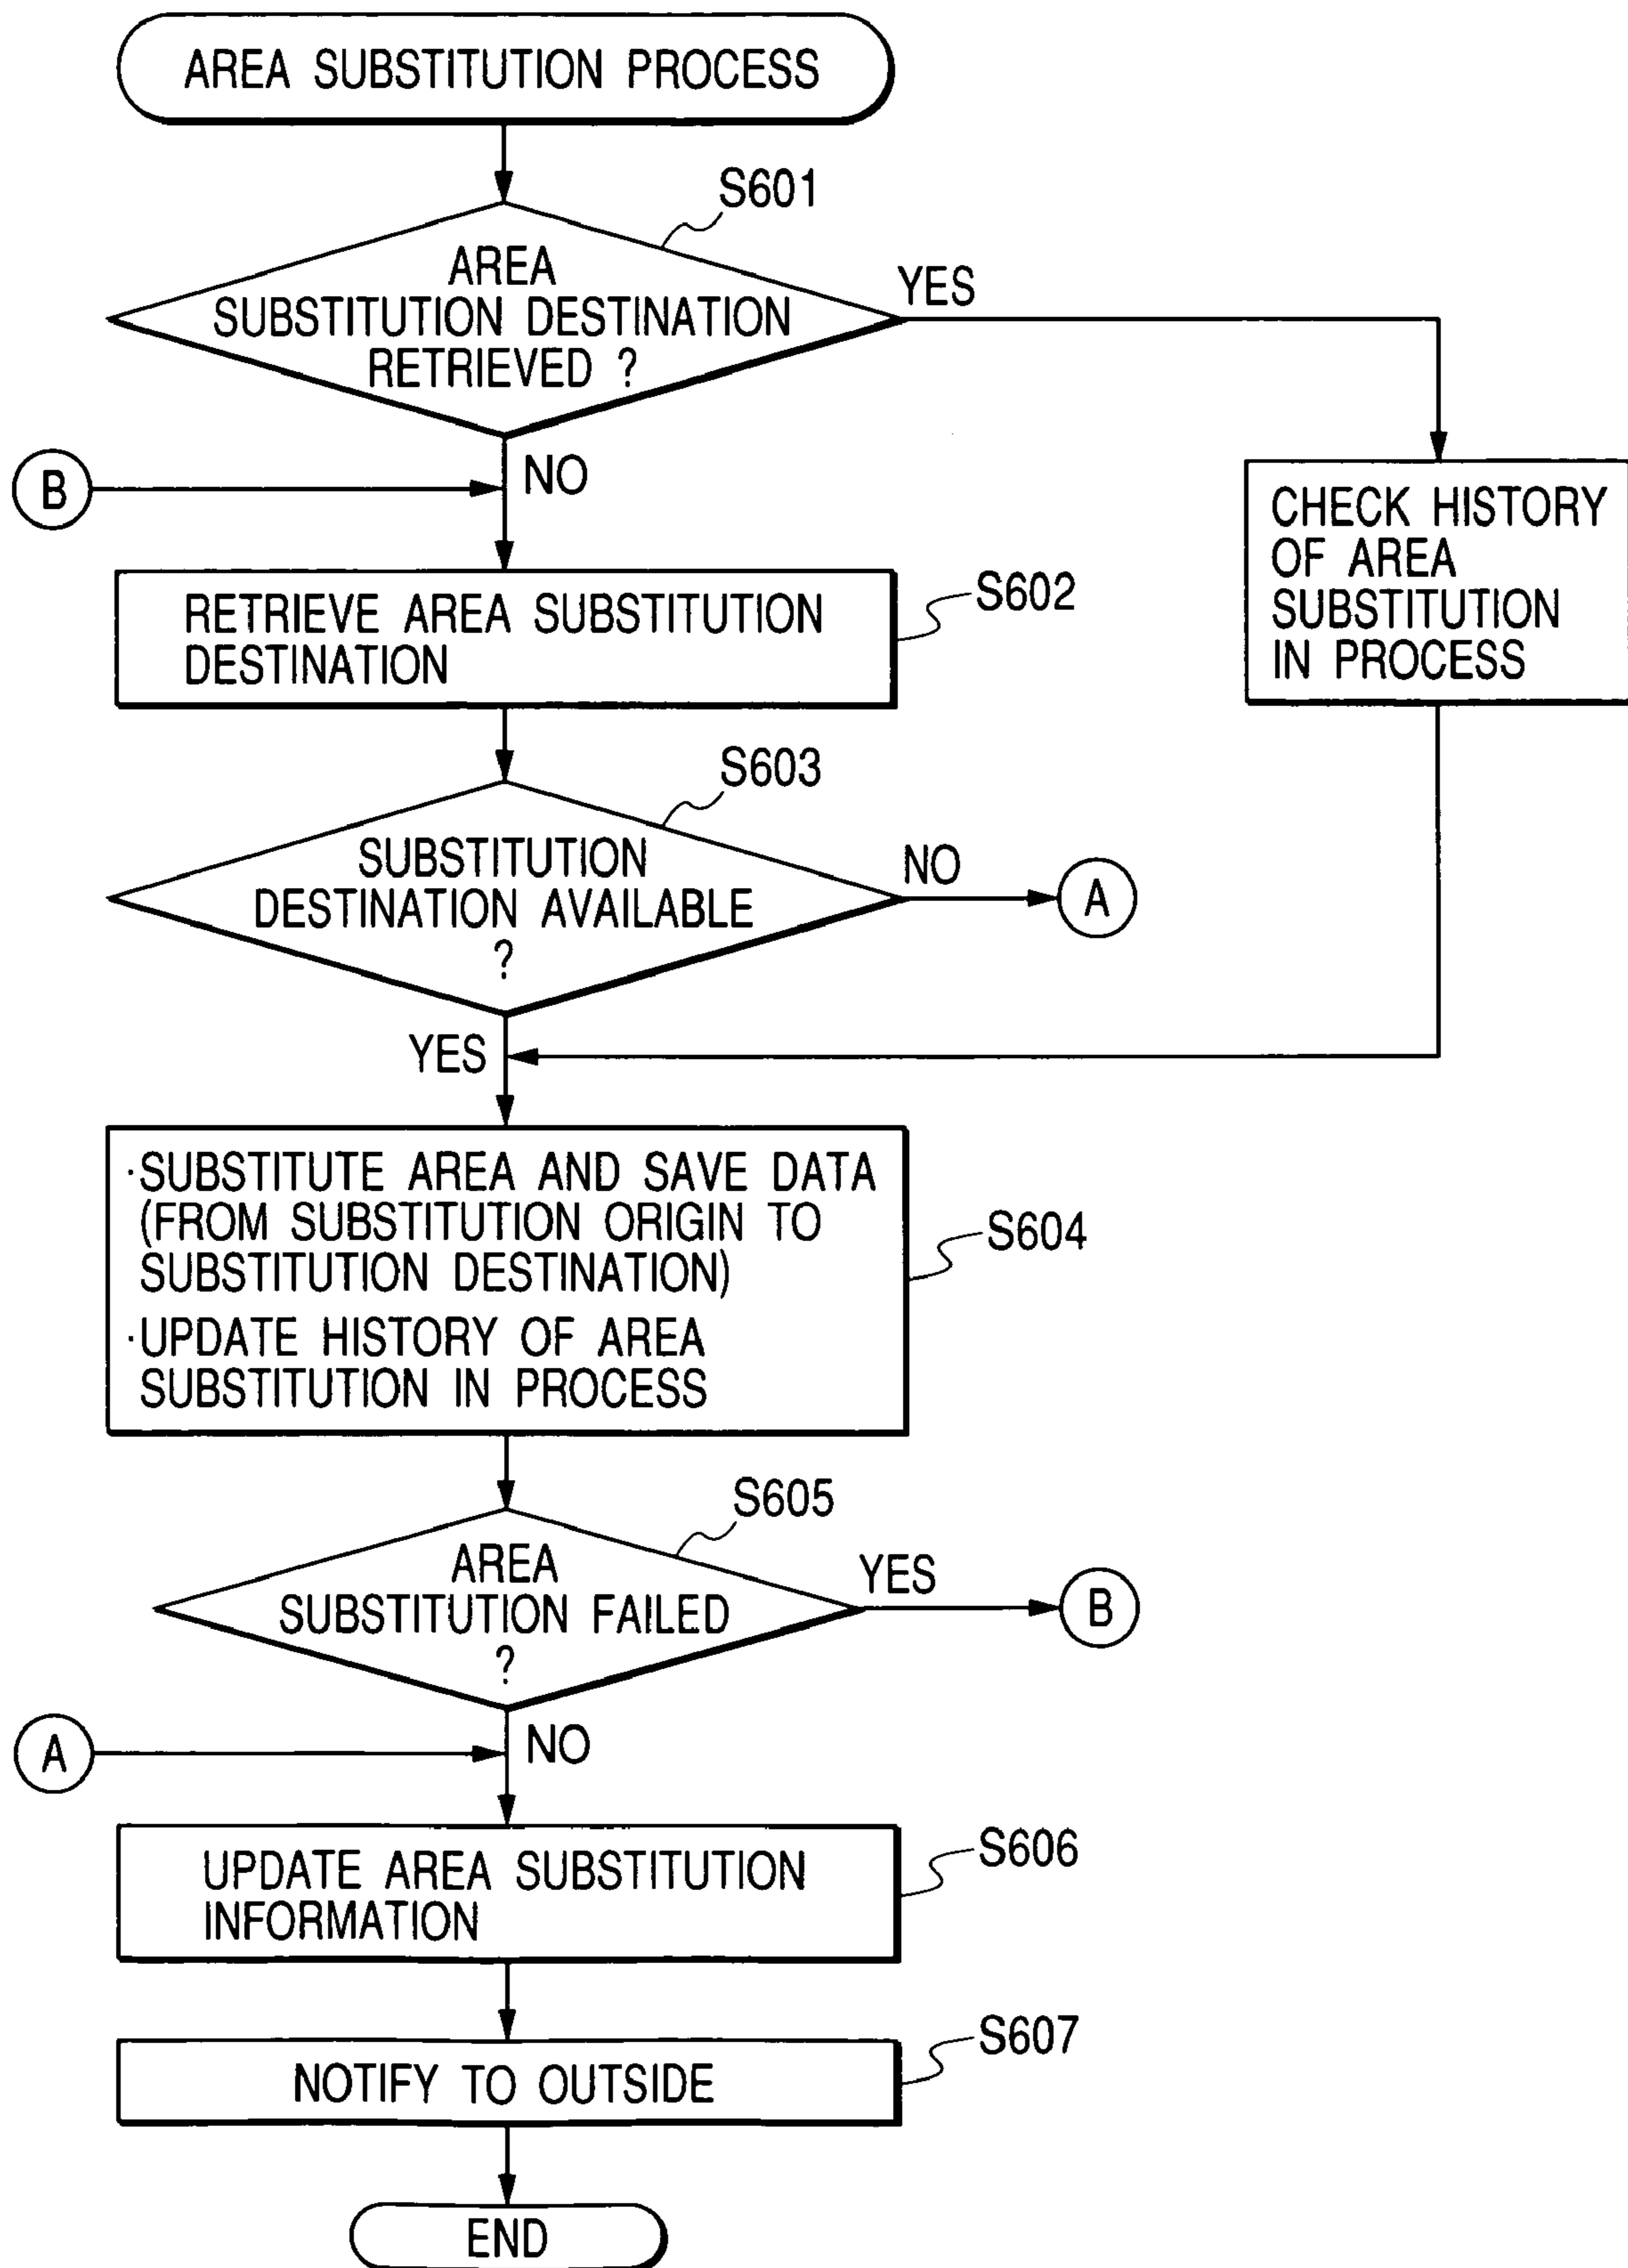 AREA SUBSTITUTION PROCESS
S601
AREA
SUBSTITUTION DESTINATION
RETRIEVED ?
YES
NO
B
CHECK HISTORY
OF AREA
SUBSTITUTION
IN PROCESS
RETRIEVE AREA SUBSTITUTION
DESTINATION
S602
S603
SUBSTITUTION
DESTINATION AVAILABLE
?
NO
A
YES
·SUBSTITUTE AREA AND SAVE DATA
(FROM SUBSTITUTION ORIGIN TO
SUBSTITUTION DESTINATION)
·UPDATE HISTORY OF AREA
SUBSTITUTION IN PROCESS
S604
S605
AREA
SUBSTITUTION FAILED
?
YES
B
NO
A
UPDATE AREA SUBSTITUTION
INFORMATION
S606
NOTIFY TO OUTSIDE
S607
END